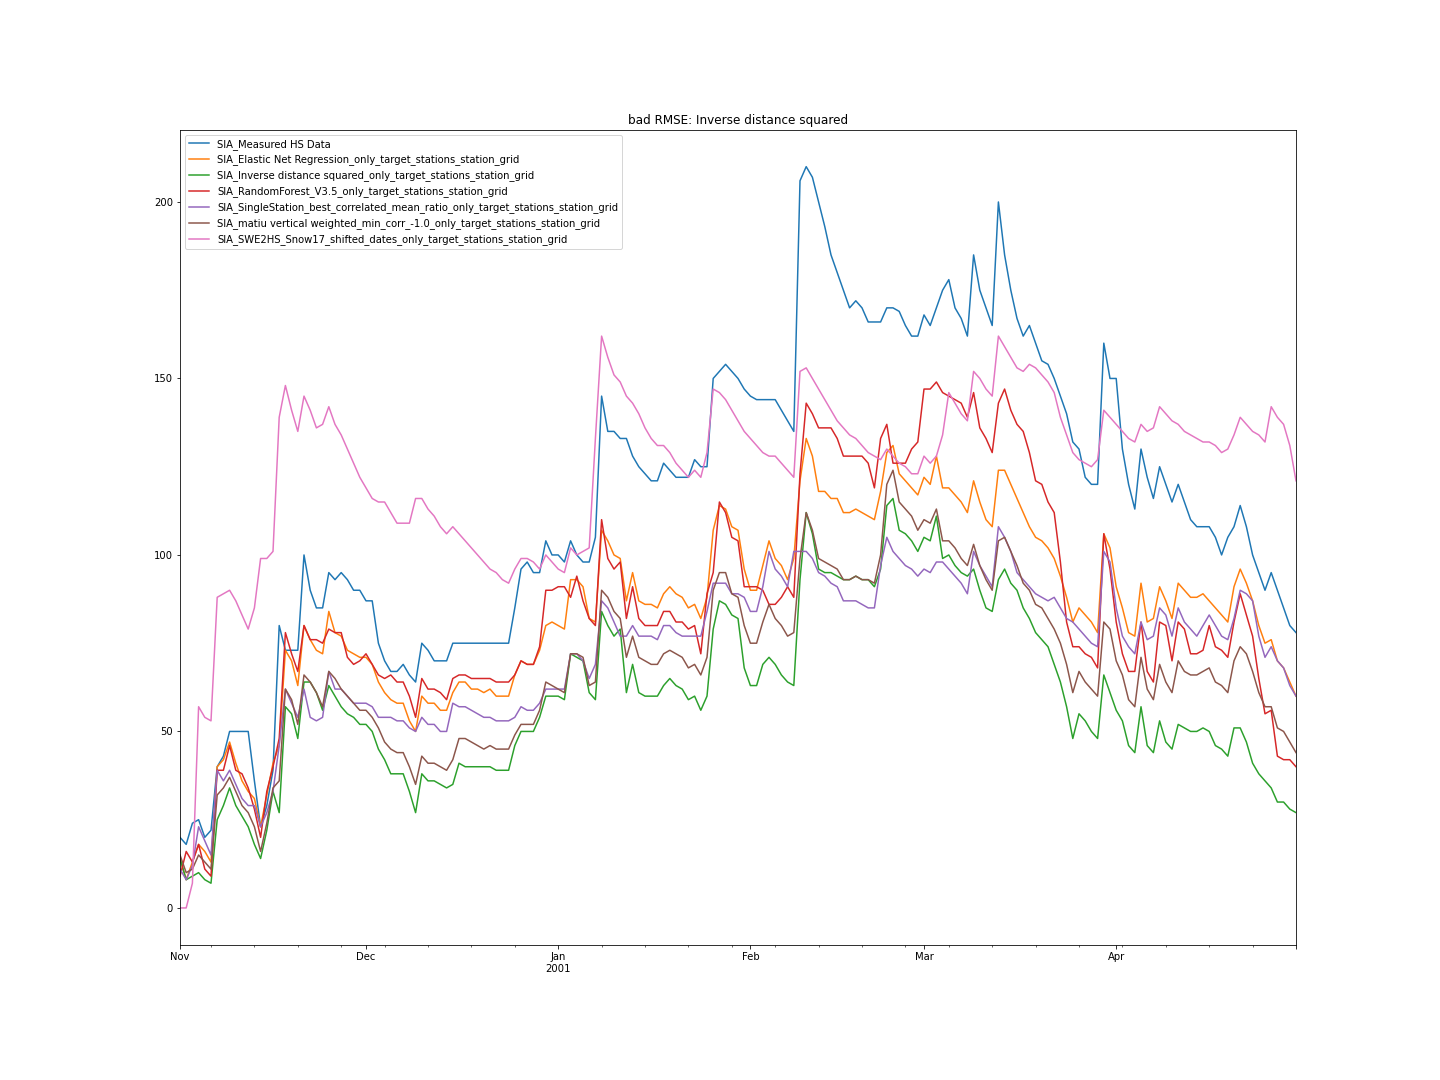 bad RMSE: Inverse distance squared
SIA_Measured HS Data
SIA_Elastic Net Regression_only_target_stations_station_grid
SIA_Inverse distance squared_only_target_stations_station_grid
SIA_RandomForest_V3.5_only_target_stations_station_grid
SIA_SingleStation_best_correlated_mean_ratio_only_target_stations_station_grid
SIA_matiu vertical weighted_min_corr_-1.0_only_target_stations_station_grid
SIA_SWE2HS_Snow17_shifted_dates_only_target_stations_station_grid
200
150
100
50
0
Nov Dec Jan Feb Mar Apr
2001